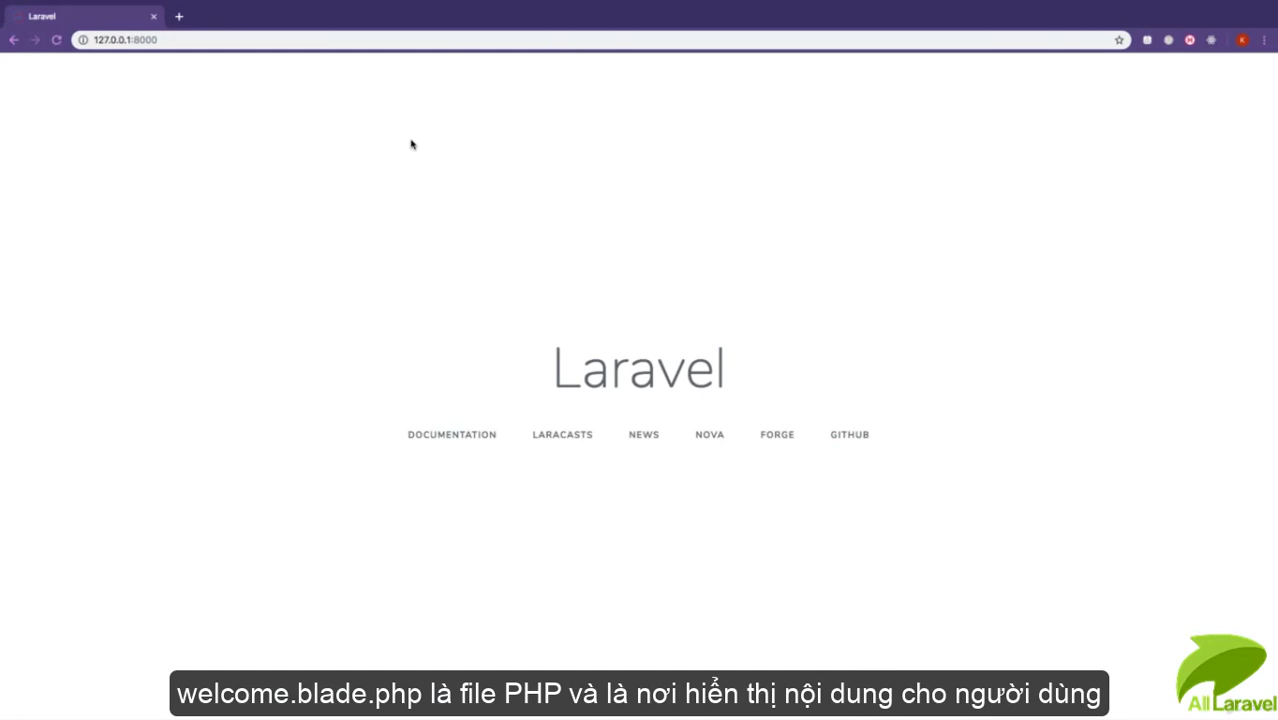 Laravel
127.0.0.1:8000
K
Laravel
DOCUMENTATION LARACASTS NEWS NOVA FORGE GITHUB
welcome.blade.php là file PHP và là nơi hiển thị nội dung cho người dùng
All Laravel